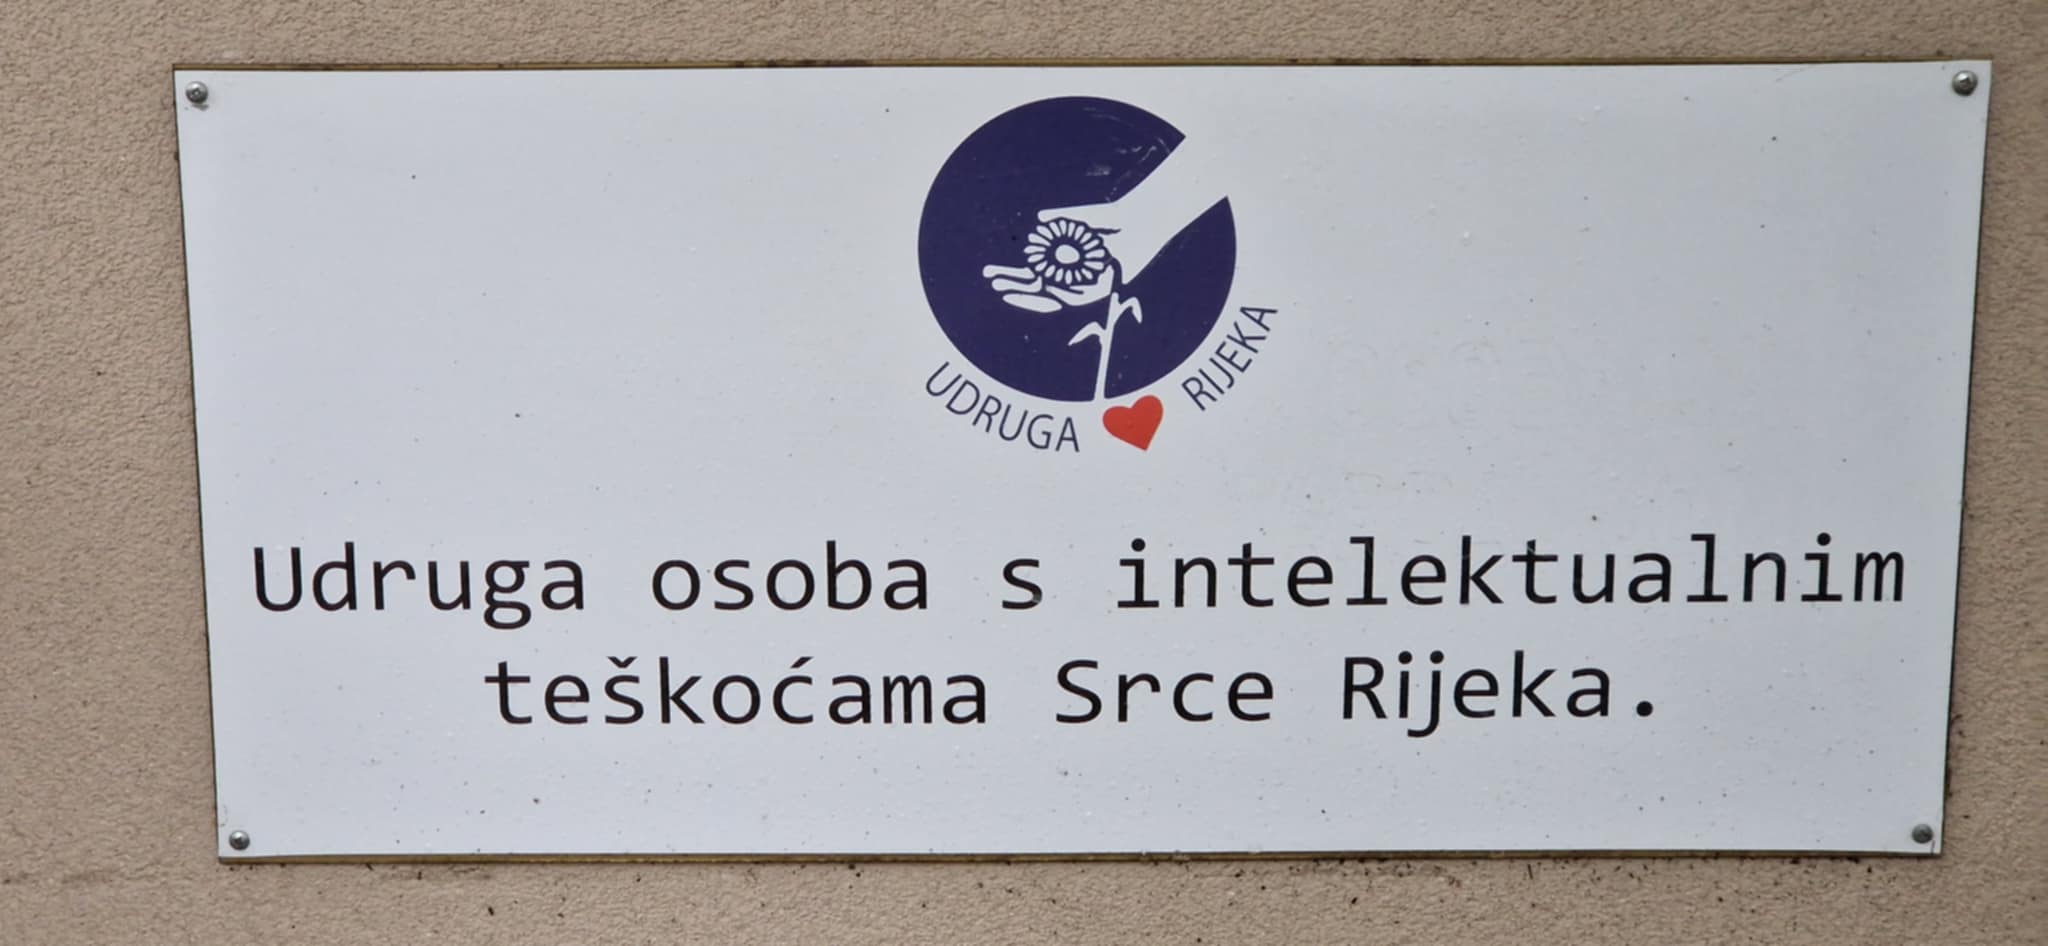 UDRUGA RIJEKA
Udruga osoba s intelektualnim
teškoćama Srce Rijeka.